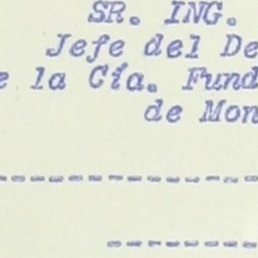 SR. ING.
Jefe del De
e la Cía. Fund
de Mon